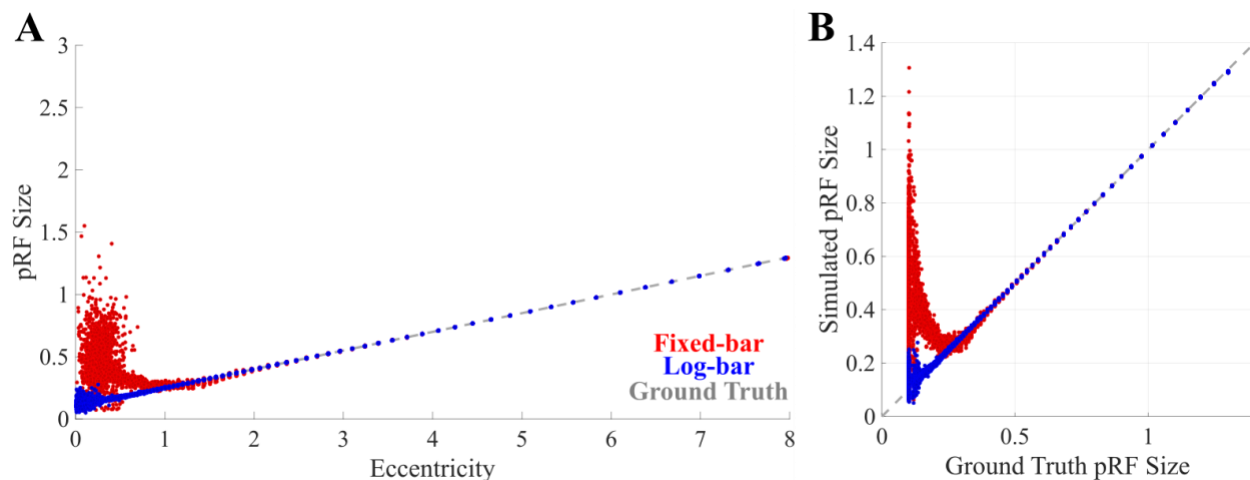 A
3
2.5
2
1.5
1
0.5
0
pRF Size
0 1 2 3 4 5 6 7 8
Eccentricity
Fixed-bar
Log-bar
Ground Truth
B
1.4
1.2
1
0.8
0.6
0.4
0.2
0
Simulated pRF Size
0 0.5 1
Ground Truth pRF Size